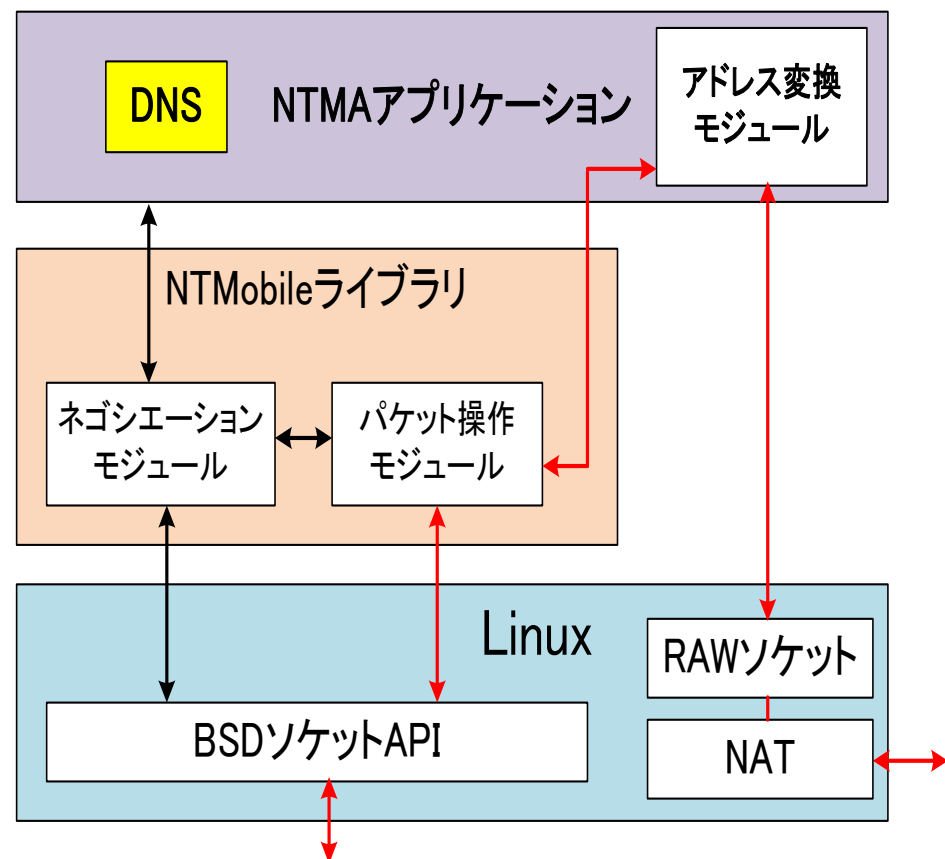 DNS
NTMAアプリケーション
アドレス変換
モジュール
NTMobileライブラリ
ネゴシエーション
モジュール
パケット操作
モジュール
Linux
RAWソケット
BSDソケットAPI
NAT